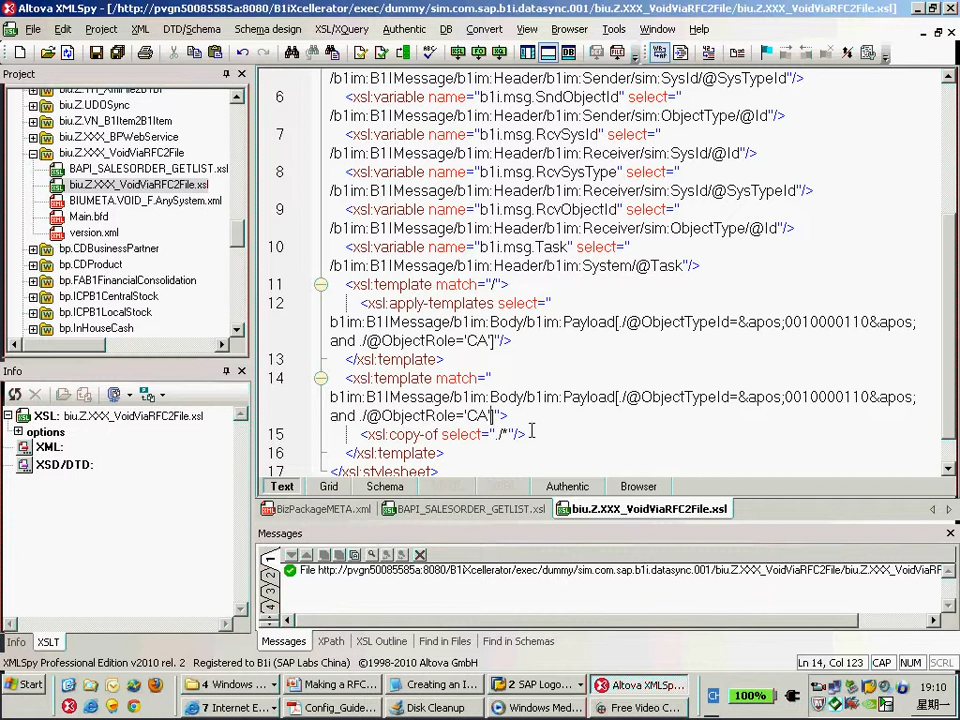 Altova XMLSpy - [http://pvgn50085585a:8080/B1iXcellerator/exec/dummy/sim.com.sap.b1i.datasync.001/biu.Z.XXX_VoidViaRFC2File/biu.Z.XXX_VoidViaRFC2File.xsl]
File Project XML DTD/Schema Schema design XSL/XQuery Authentic DB Convert View Browser Tools Window Help
Project
biu.Z.UDOSync
biu.Z.VN_B1Item2B1Item
biu.Z.XXX_BPWebService
biu.Z.XXX_VoidViaRFC2File
BAPI_SALESORDER_GETLIST.xsl
biu.Z.XXX_VoidViaRFC2File.xsl
BIUMETA.VOID_F.AnySystem.xml
Main.bfd
version.xml
bp.CDBusinessPartner
bp.CDProduct
bp.FAB1FinancialConsolidation
bp.ICPB1CentralStock
bp.ICPB1LocalStock
bp.InHouseCash
Info
XSL: biu.Z.XXX_VoidViaRFC2File.xsl
options
XML:
XSD/DTD:
Info XSLT
/b1im:B1IMessage/b1im:Header/b1im:Sender/sim:SysId/@SysTypeId"/>
6 <xsl:variable name="b1i.msg.SndObjectId" select="
/b1im:B1IMessage/b1im:Header/b1im:Sender/sim:ObjectType/@Id"/>
7 <xsl:variable name="b1i.msg.RcvSysId" select="
/b1im:B1IMessage/b1im:Header/b1im:Receiver/sim:SysId/@Id"/>
8 <xsl:variable name="b1i.msg.RcvSysType" select="
/b1im:B1IMessage/b1im:Header/b1im:Receiver/sim:SysId/@SysTypeId"/>
9 <xsl:variable name="b1i.msg.RcvObjectId" select="
/b1im:B1IMessage/b1im:Header/b1im:Receiver/sim:ObjectType/@Id"/>
10 <xsl:variable name="b1i.msg.Task" select="
/b1im:B1IMessage/b1im:Header/b1im:System/@Task"/>
11 <xsl:template match="/">
12 <xsl:apply-templates select="
b1im:B1IMessage/b1im:Body/b1im:Payload[./@ObjectTypeId=&apos;0010000110&apos;
and ./@ObjectRole='CA']"/>
13 </xsl:template>
14 <xsl:template match="
b1im:B1IMessage/b1im:Body/b1im:Payload[./@ObjectTypeId=&apos;0010000110&apos;
and ./@ObjectRole='CA']">
15 <xsl:copy-of select="./*"/>
16 </xsl:template>
17 </xsl:stylesheet>
Text Grid Schema Authentic Browser
BizPackageMETA.xml BAPI_SALESORDER_GETLIST.xsl biu.Z.XXX_VoidViaRFC2File.xsl
Messages
1
2
3
4
File http://pvgn50085585a:8080/B1iXcellerator/exec/dummy/sim.com.sap.b1i.datasync.001/biu.Z.XXX_VoidViaRFC2File/biu.Z.XXX_VoidViaRF
Messages XPath XSL Outline Find in Files Find in Schemas
XMLSpy Professional Edition v2010 rel. 2 Registered to B1i (SAP Labs China) ©1998-2010 Altova GmbH
Ln 14, Col 123 CAP NUM SCRL
Start
4 Windows ...
Making a RFC...
Creating an I...
2 SAP Logo...
Altova XMLSp...
100%
19:10
7 Internet E...
Config_Guide...
Disk Cleanup
Windows Med...
Free Video C...
星期一